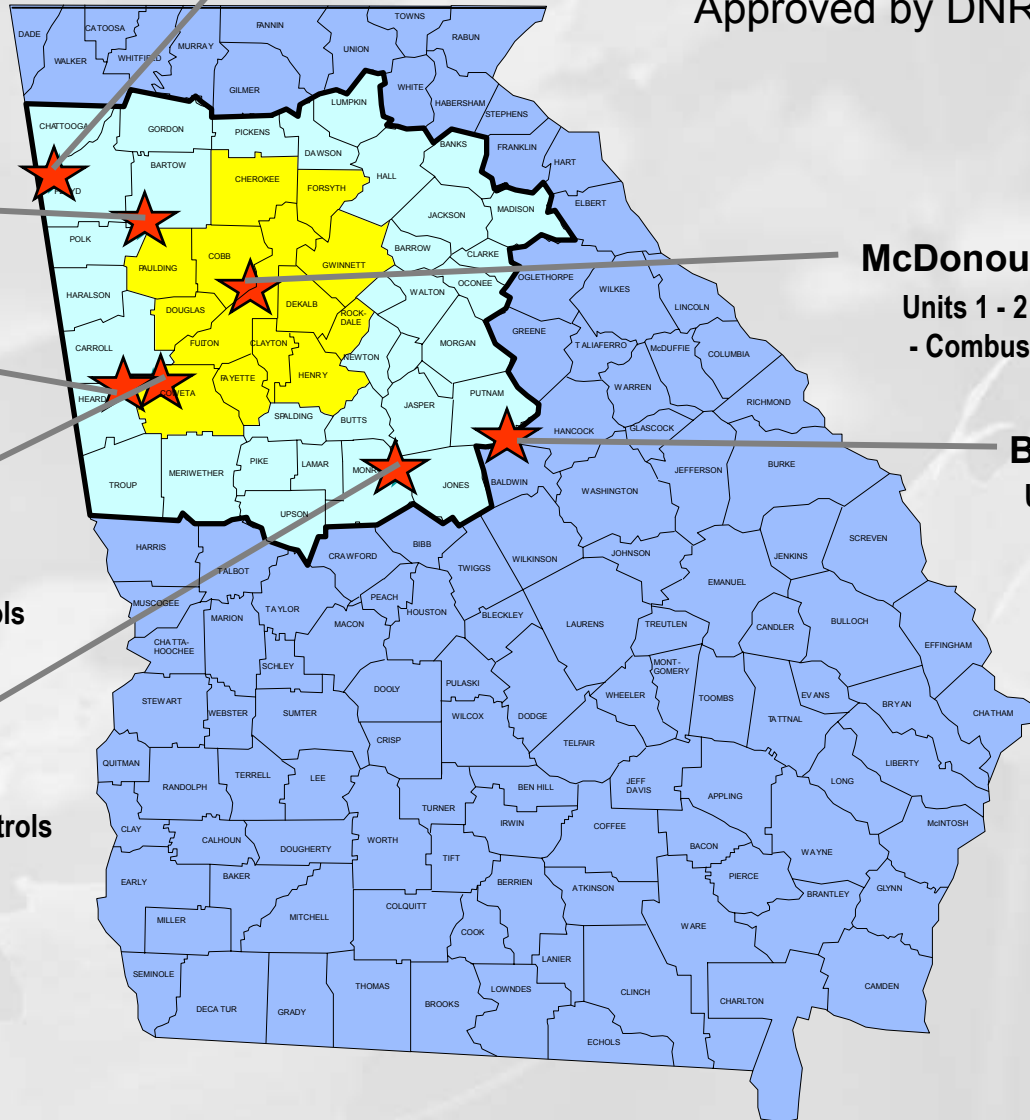 Approved by DNR
TOWNS
FANNIN
RABUN
CATOOSA
DADE
MURRAY
UNION
WALKER
WHITFIELD
WHITE
GILMER
HABERSHAM
LUMPKIN
STEPHENS
CHATTOOGA
GORDON
PICKENS
BANKS
FRANKLIN
DAWSON
HART
BARTOW
HALL
CHEROKEE
FORSYTH
ELBERT
MADISON
JACKSON
POLK
BARROW
CLARKE
COBB
PAULDING
GWINNETT
OGLETHORPE
OCONEE
WILKES
HARALSON
WALTON
McDonou
DEKALB
LINCOLN
Units 1 - 2
DOUGLAS
ROCK-
DALE
GREENE
- Combus
FULTON
CLAYTON
MORGAN
TALIAFERRO
McDUFFIE
COLUMBIA
CARROLL
NEWTON
FAYETTE
HENRY
WARREN
PUTNAM
HEARD
JASPER
RICHMOND
SPALDING
BUTTS
HANCOCK
GLASCOCK
B
PIKE
LAMAR
JEFFERSON
BURKE
MERIWETHER
TROUP
JONES
BALDWIN
WASHINGTON
UPSON
SCREVEN
HARRIS
BIBB
CRAWFORD
WILKINSON
JOHNSON
JENKINS
TALBOT
TWIGGS
EMANUEL
MUSCOGEE
TAYLOR
PEACH
HOUSTON
BLECKLEY
ols
MARION
MACON
LAURENS
TREUTLEN
CANDLER
BULLOCH
CHATTA-
HOOCHEE
EFFINGHAM
SCHLEY
MONT-
GOMERY
DOOLY
PULASKI
WHEELER
TOOMBS
EVANS
STEWART
WEBSTER
SUMTER
WILCOX
DODGE
TATTNAL
BRYAN
CHATHAM
CRISP
TELFAIR
QUITMAN
LIBERTY
TERRELL
LEE
RANDOLPH
BEN HILL
JEFF
DAVIS
LONG
APPLING
TURNER
trols
CLAY
IRWIN
COFFEE
McINTOSH
CALHOUN
DOUGHERTY
WORTH
BACON
WAYNE
TIFT
EARLY
BAKER
BERRIEN
ATKINSON
PIERCE
BRANTLEY
GLYNN
COLQUITT
MILLER
MITCHELL
WARE
COOK
LANIER
SEMINOLE
THOMAS
LOWNDES
CLINCH
CHARLTON
CAMDEN
BROOKS
DECATUR
GRADY
ECHOLS